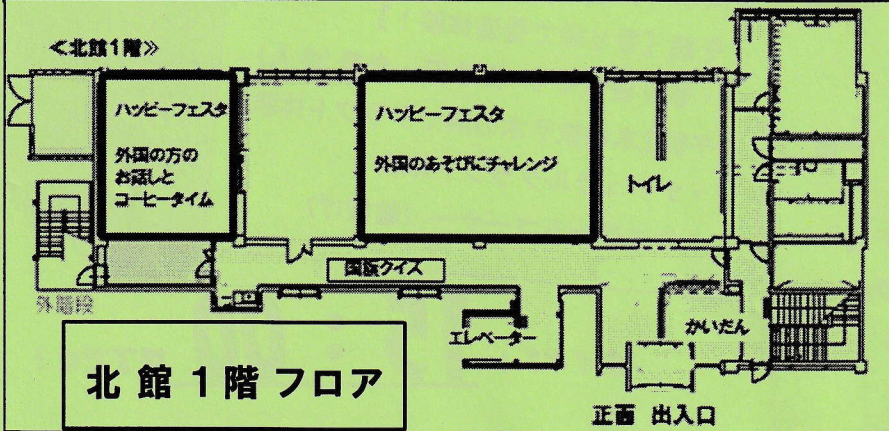 ≪北館1階≫
ハッピーフェスタ
外国の方の
お話しと
コーヒータイム
ハッピーフェスタ
外国のあそびにチャレンジ
トイレ
国旗クイズ
外階段
エレベーター
かいだん
北館1階フロア
正面 出入口